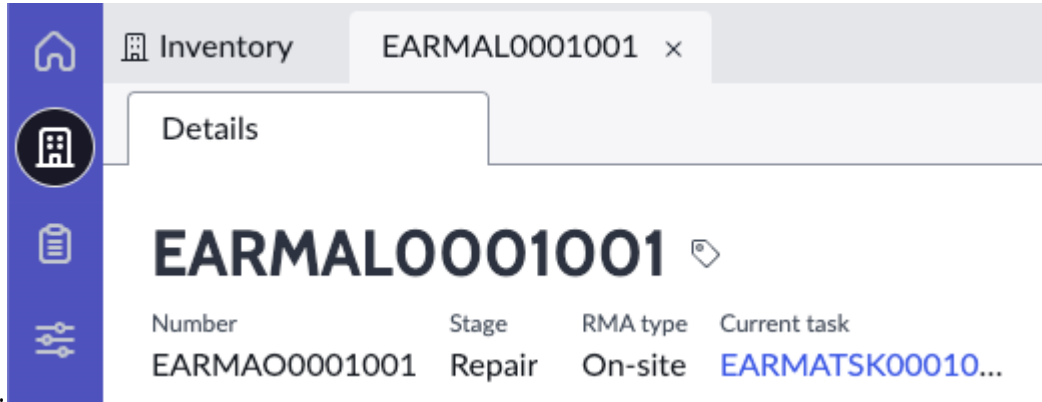 Inventory EARMAL0001001 ×
Details
EARMAL0001001
Number Stage RMA type Current task
EARMAO0001001 Repair On-site EARMATSK00010...